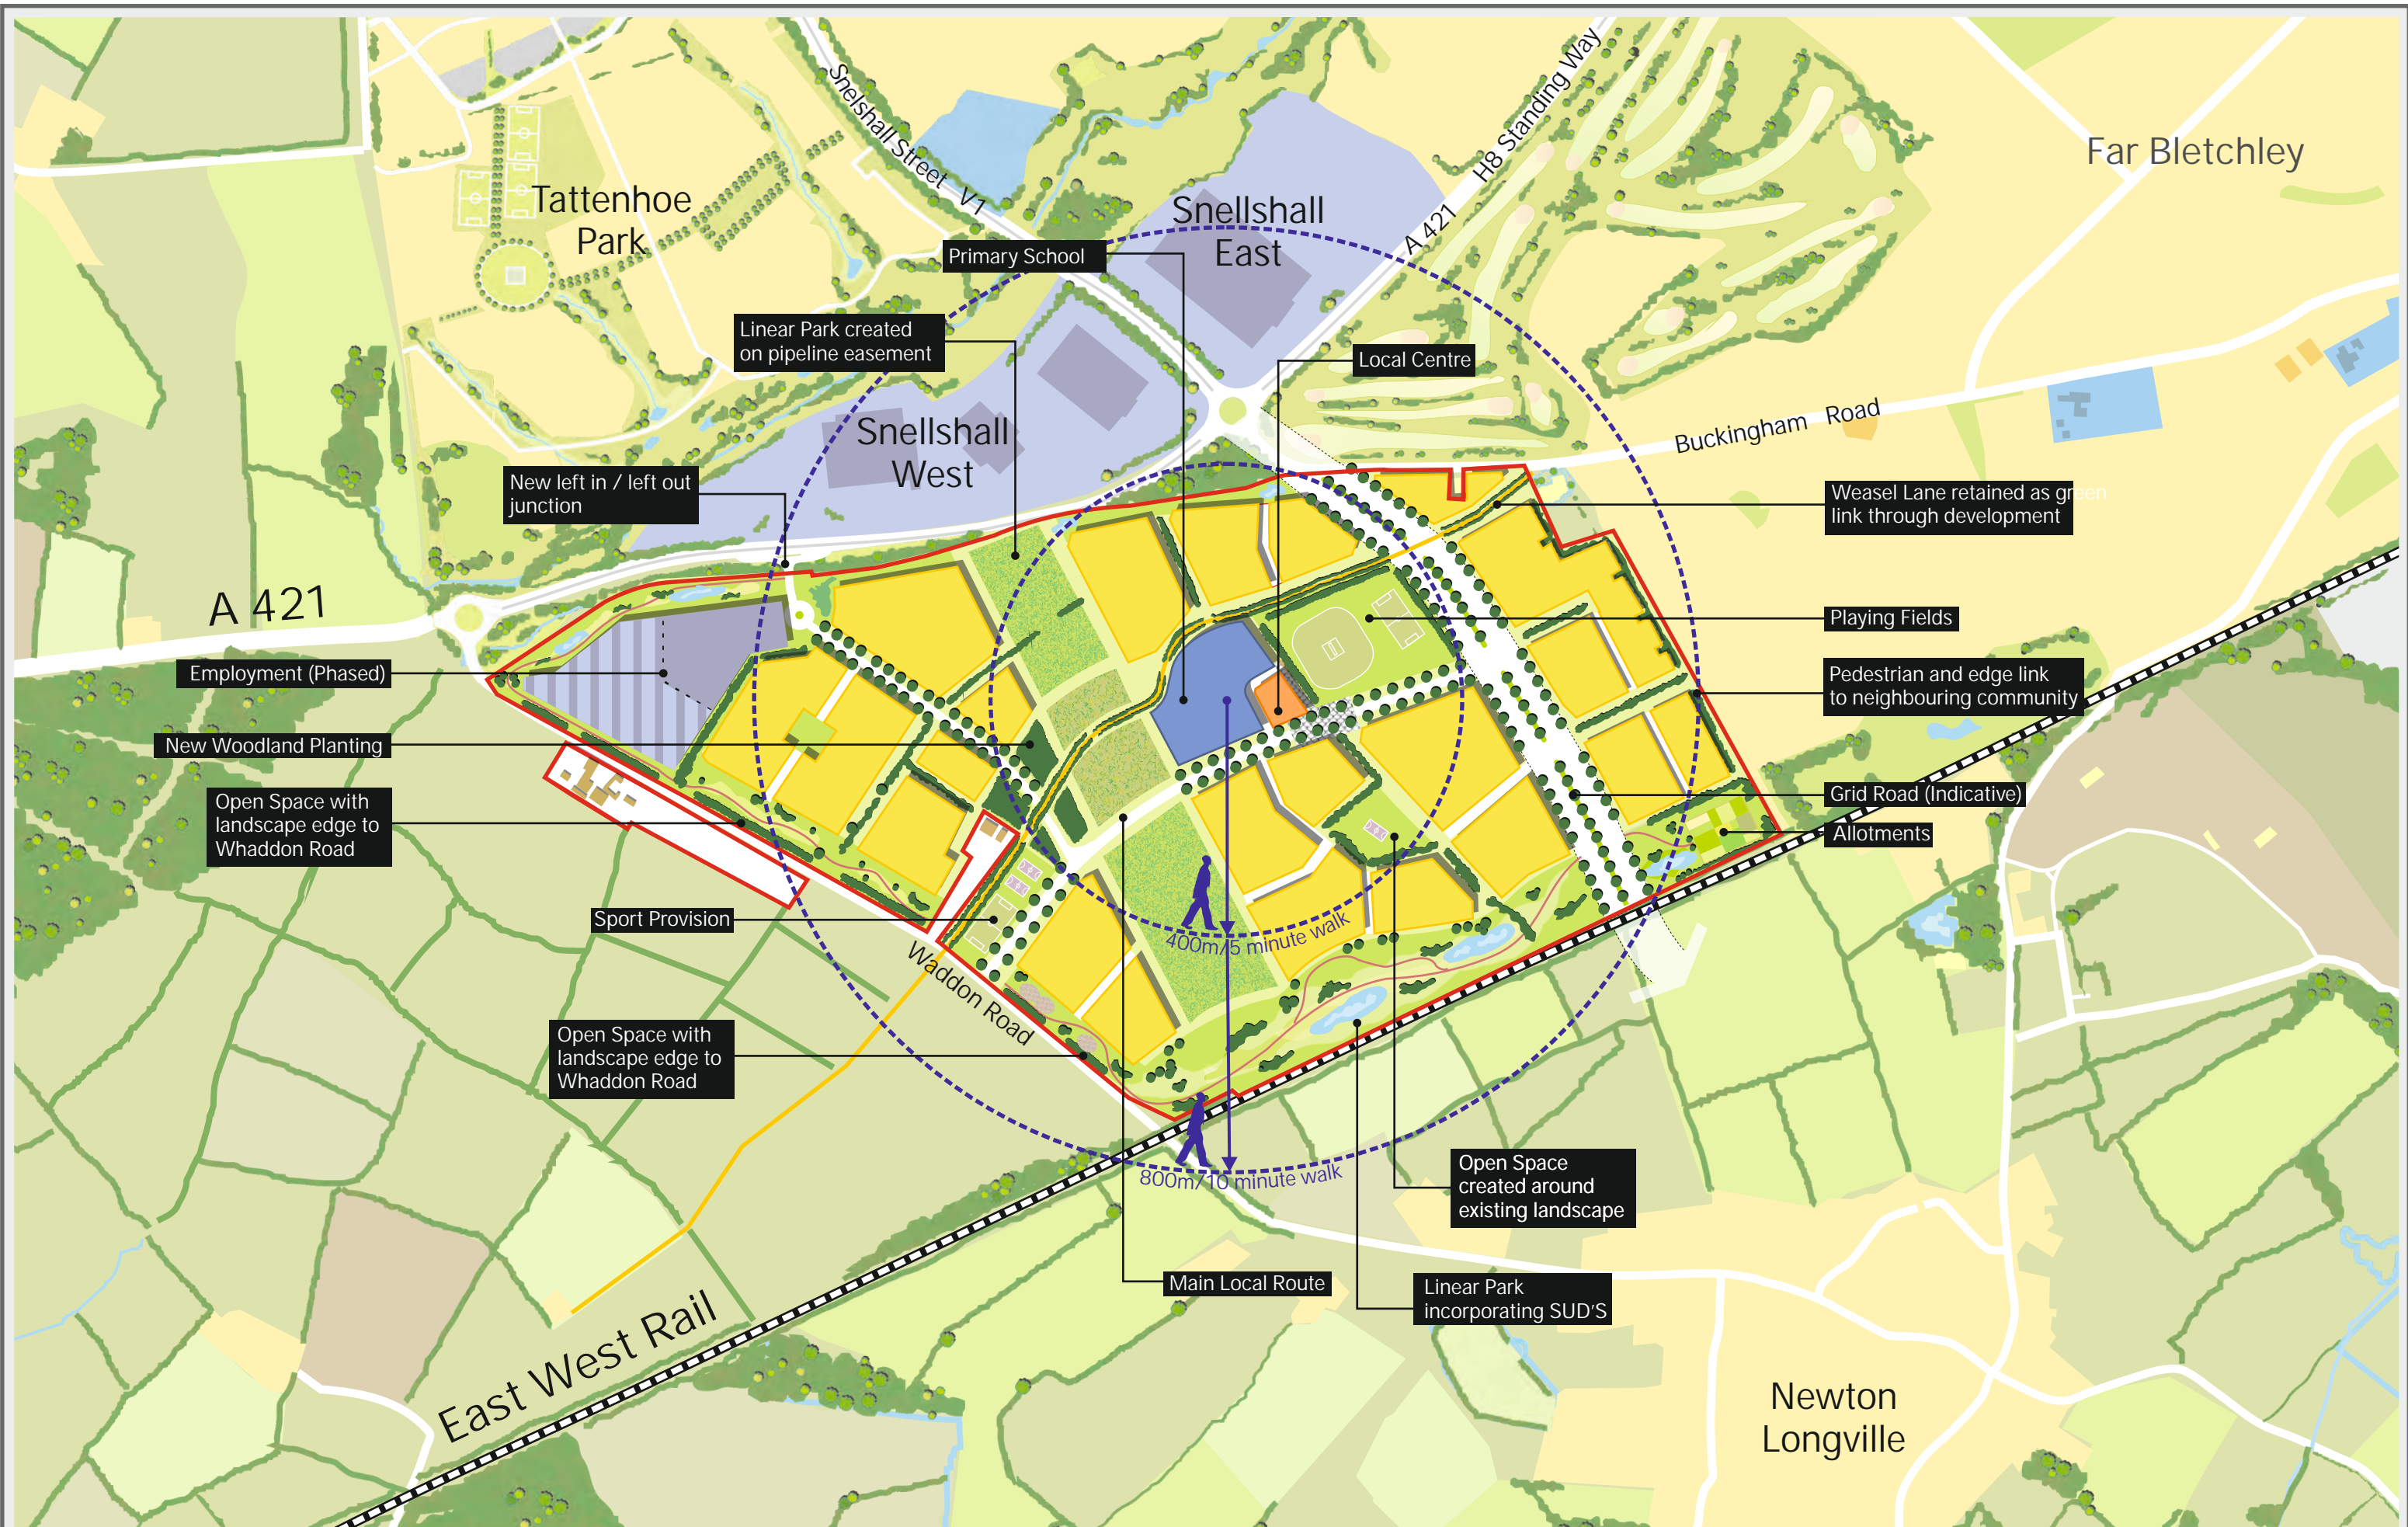 Snelshall Street V1
H8 Standing Way
Far Bletchley
Tattenhoe
Park
Snellshall
East
A 421
Primary School
Linear Park created
on pipeline easement
Local Centre
Buckingham Road
Snellshall
West
New left in / left out
junction
Weasel Lane retained as green
link through development
A 421
Playing Fields
Employment (Phased)
Pedestrian and edge link
to neighbouring community
New Woodland Planting
Open Space with
landscape edge to
Whaddon Road
Grid Road (Indicative)
Allotments
Sport Provision
400m/5 minute walk
Waddon Road
Open Space with
landscape edge to
Whaddon Road
800m/10 minute walk
Open Space
created around
existing landscape
Main Local Route
Linear Park
incorporating SUD'S
East West Rail
Newton
Longville